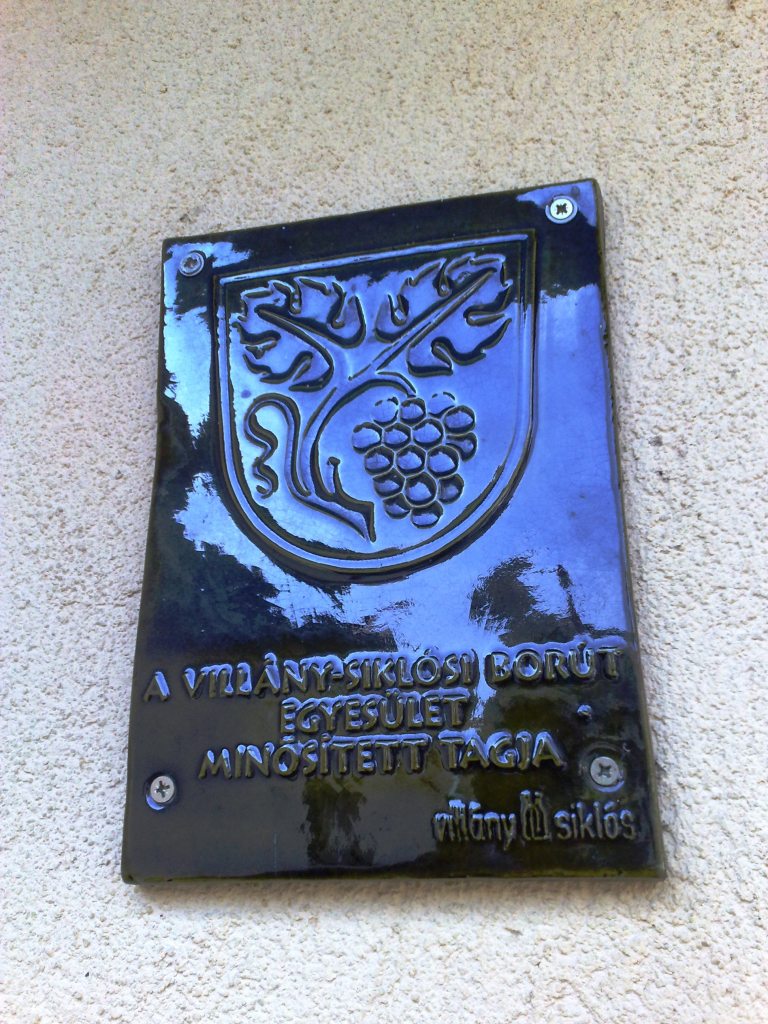 A VILLÁNY-SIKLÓSI BORÚT
EGYESÜLET
MINŐSÍTETT TAGJA
villány siklós